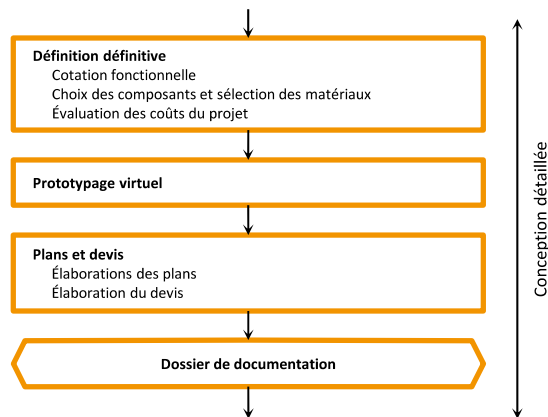 Définition définitive
Cotation fonctionnelle
Choix des composants et sélection des matériaux
Évaluation des coûts du projet
Prototypage virtuel
Plans et devis
Élaborations des plans
Élaboration du devis
Dossier de documentation
Conception détaillée